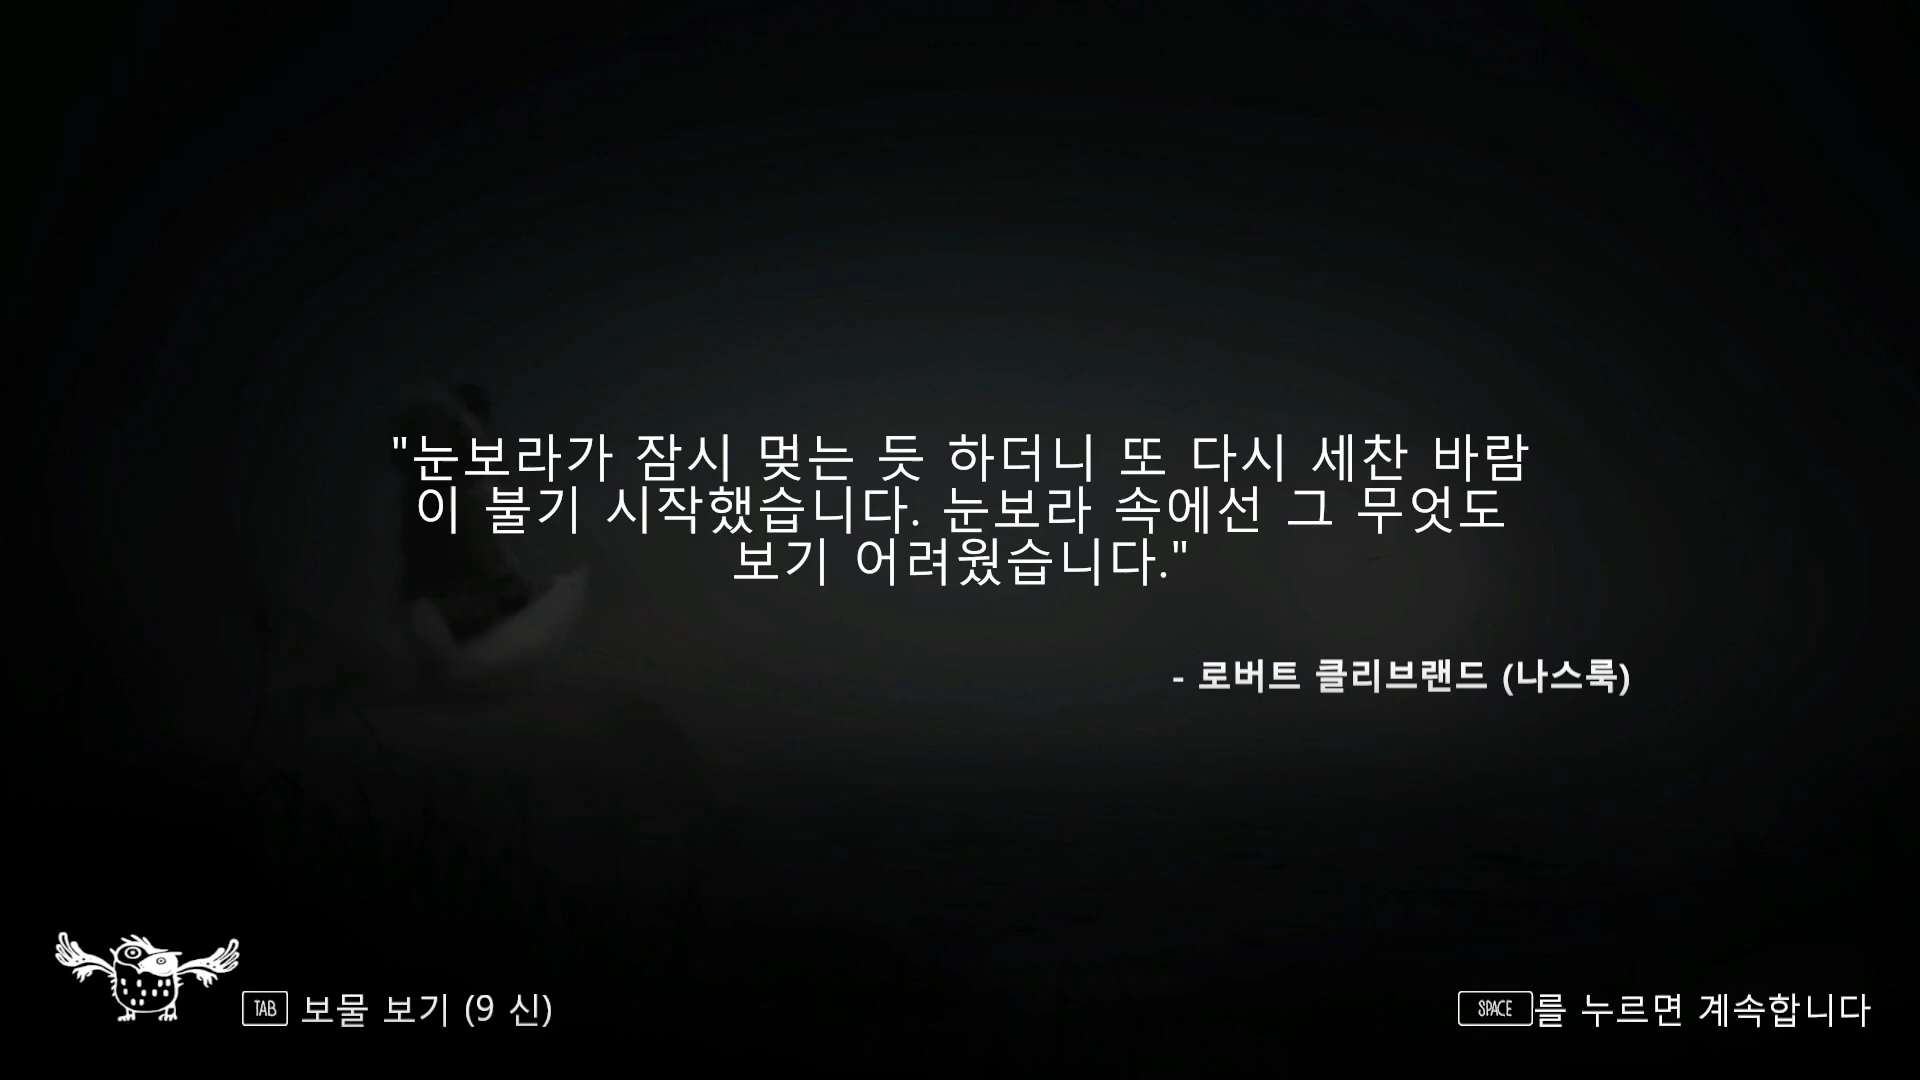 "눈보라가 잠시 멎는 듯 하더니 또 다시 세찬 바람
이 불기 시작했습니다. 눈보라 속에선 그 무엇도
보기 어려웠습니다."
- 로버트 클리브랜드 (나스룩)
TAB 보물 보기 (9 신)
SPACE를 누르면 계속합니다